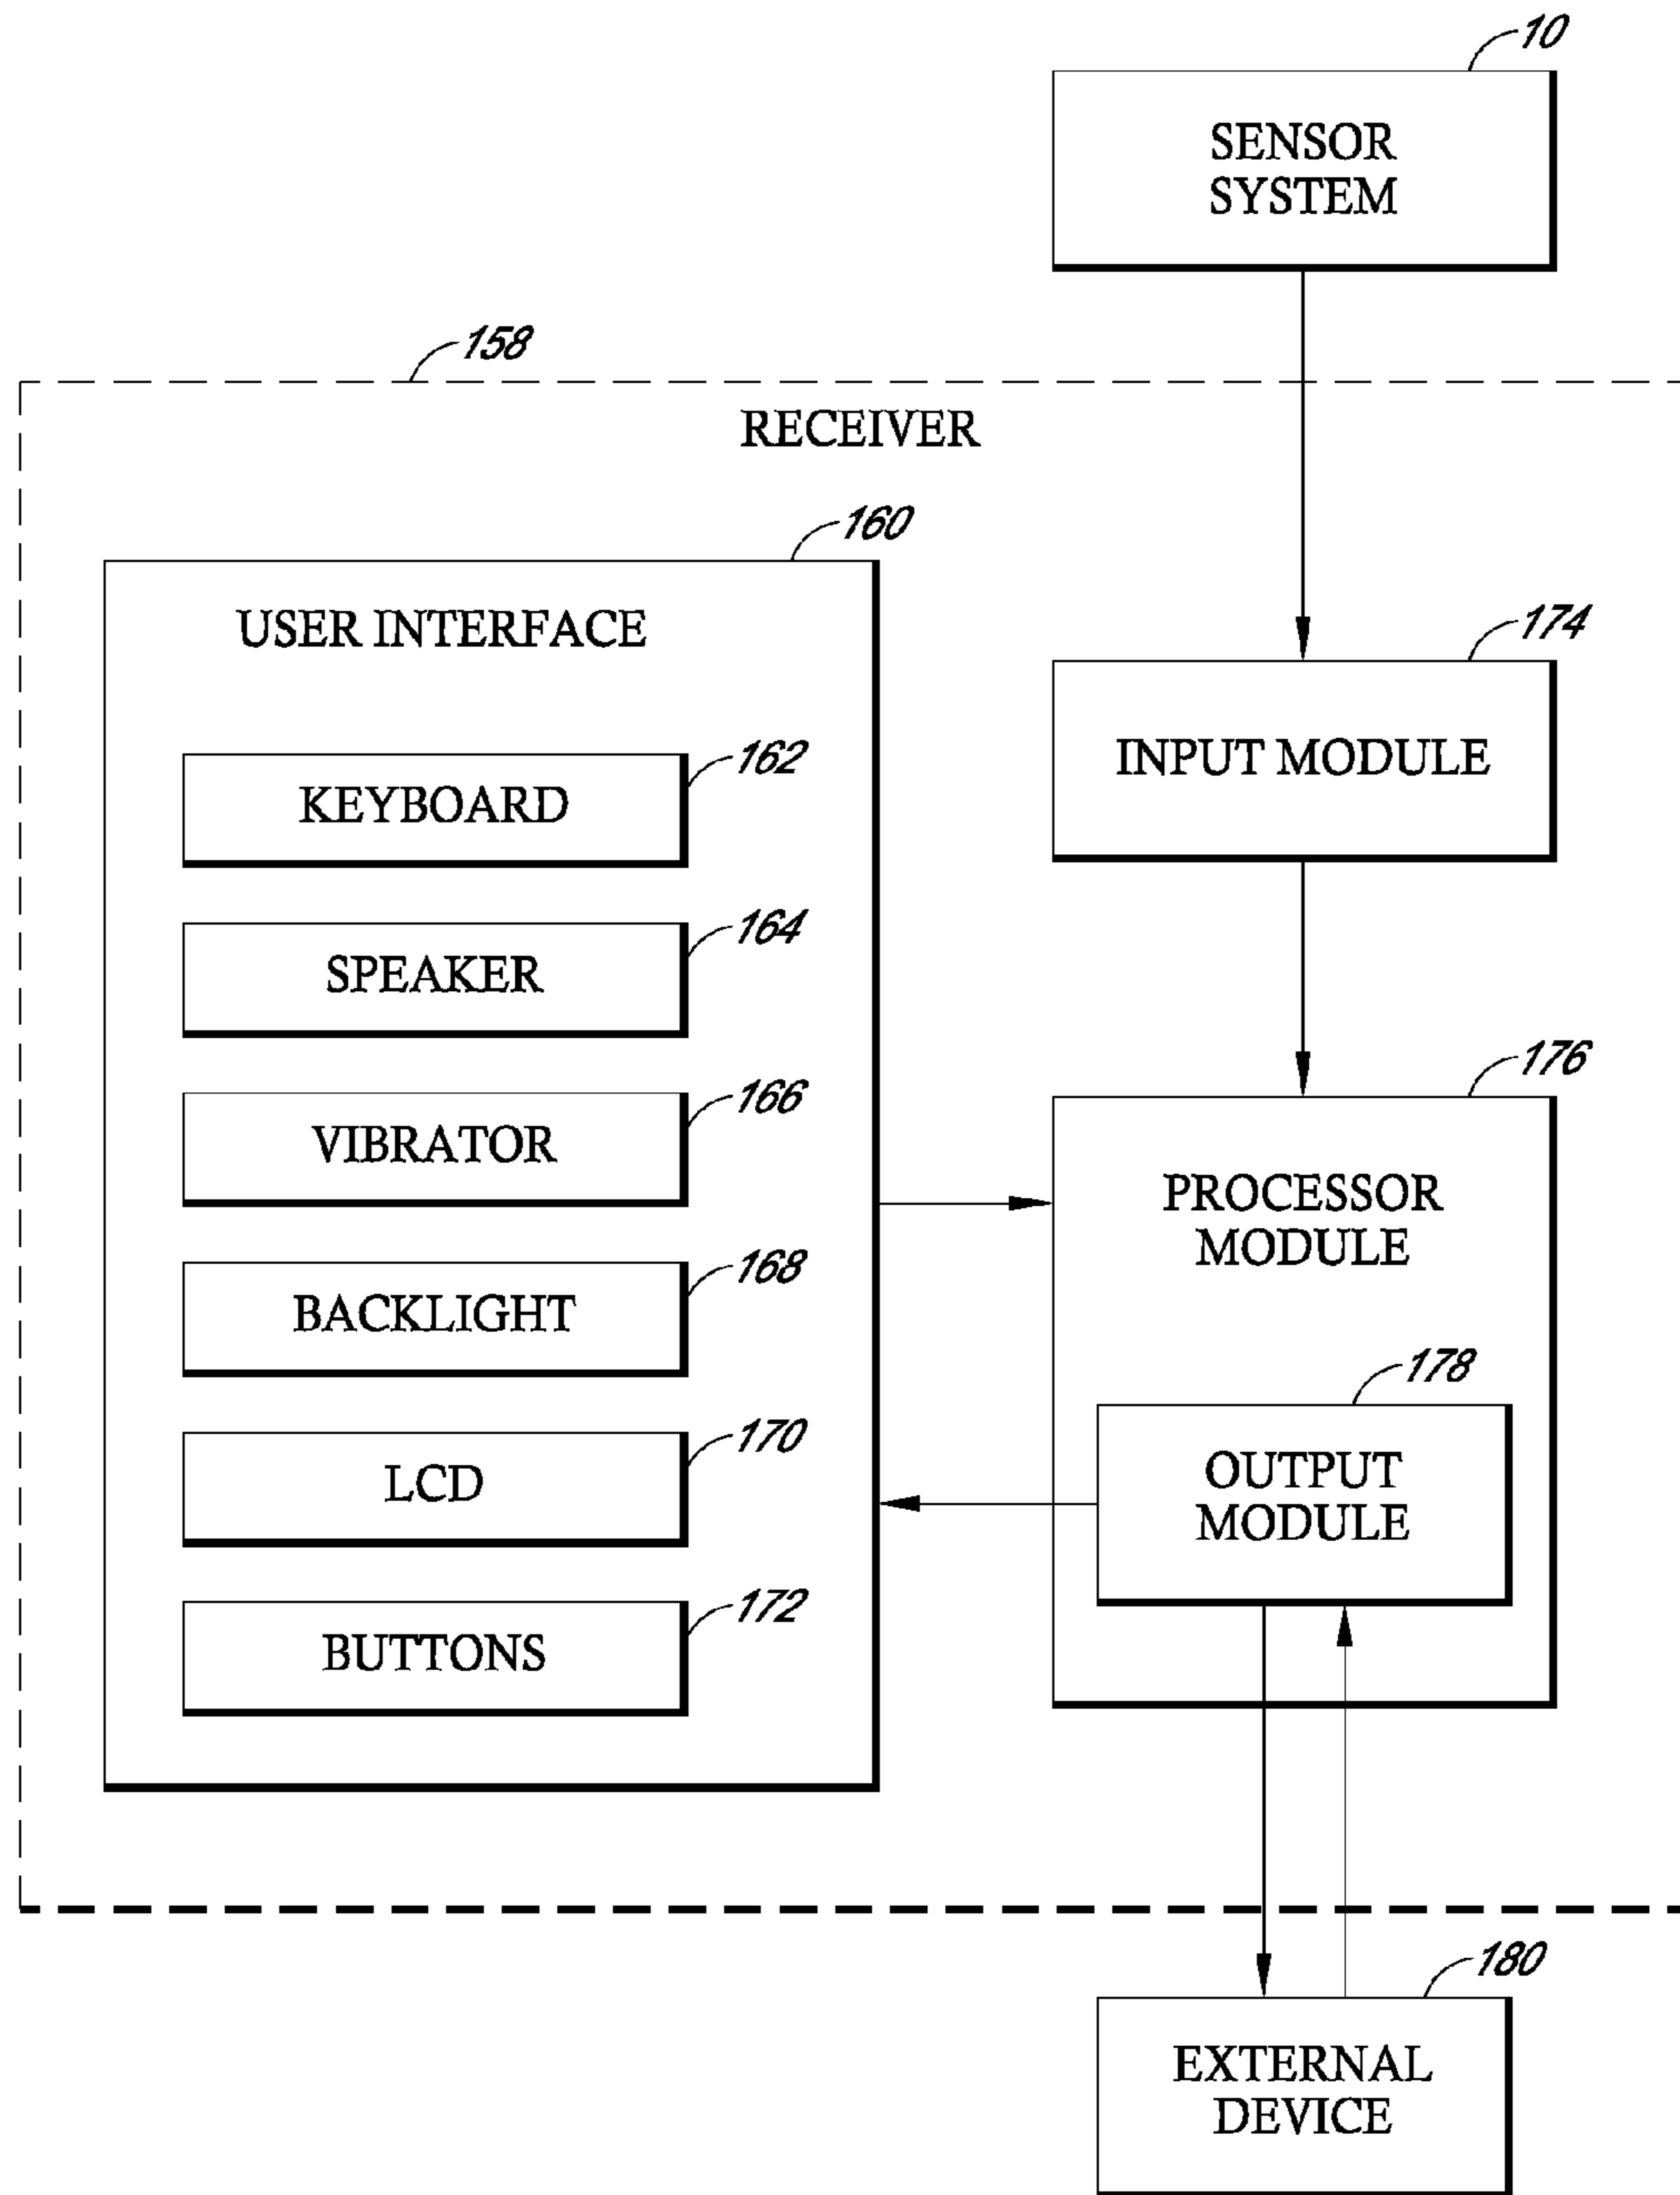 10
SENSOR
SYSTEM
158
RECEIVER
160
USER INTERFACE
174
INPUT MODULE
162
KEYBOARD
164
SPEAKER
166
VIBRATOR
176
PROCESSOR
MODULE
168
BACKLIGHT
178
OUTPUT
MODULE
170
LCD
172
BUTTONS
180
EXTERNAL
DEVICE